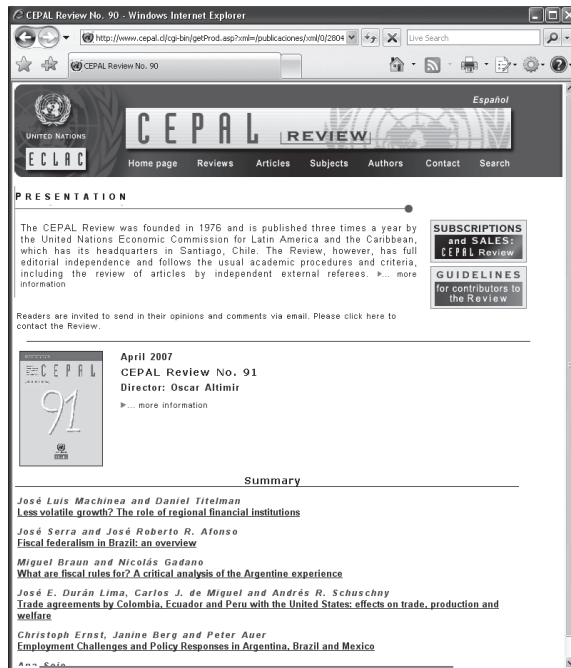 CEPAL Review No. 90 - Windows Internet Explorer
http://www.cepal.cl/cgi-bin/getProd.asp?xml=/publicaciones/xml/0/2804
Live Search
CEPAL Review No. 90
Español
UNITED NATIONS
ECLAC
CEPAL REVIEW
Home page Reviews Articles Subjects Authors Contact Search
PRESENTATION
The CEPAL Review was founded in 1976 and is published three times a year by
the United Nations Economic Commission for Latin America and the Caribbean,
which has its headquarters in Santiago, Chile. The Review, however, has full
editorial independence and follows the usual academic procedures and criteria,
including the review of articles by independent external referees. ►... more
information
SUBSCRIPTIONS
and SALES:
CEPAL Review
GUIDELINES
for contributors to
the Review
Readers are invited to send in their opinions and comments via email. Please click here to
contact the Review.
CEPAL
91
April 2007
CEPAL Review No. 91
Director: Oscar Altimir
►... more information
Summary
José Luis Machinea and Daniel Titelman
Less volatile growth? The role of regional financial institutions
José Serra and José Roberto R. Afonso
Fiscal federalism in Brazil: an overview
Miguel Braun and Nicolás Gadano
What are fiscal rules for? A critical analysis of the Argentine experience
José E. Durán Lima, Carlos J. de Miguel and Andrés R. Schuschny
Trade agreements by Colombia, Ecuador and Peru with the United States: effects on trade, production and
welfare
Christoph Ernst, Janine Berg and Peter Auer
Employment Challenges and Policy Responses in Argentina, Brazil and Mexico
Ana Sojo